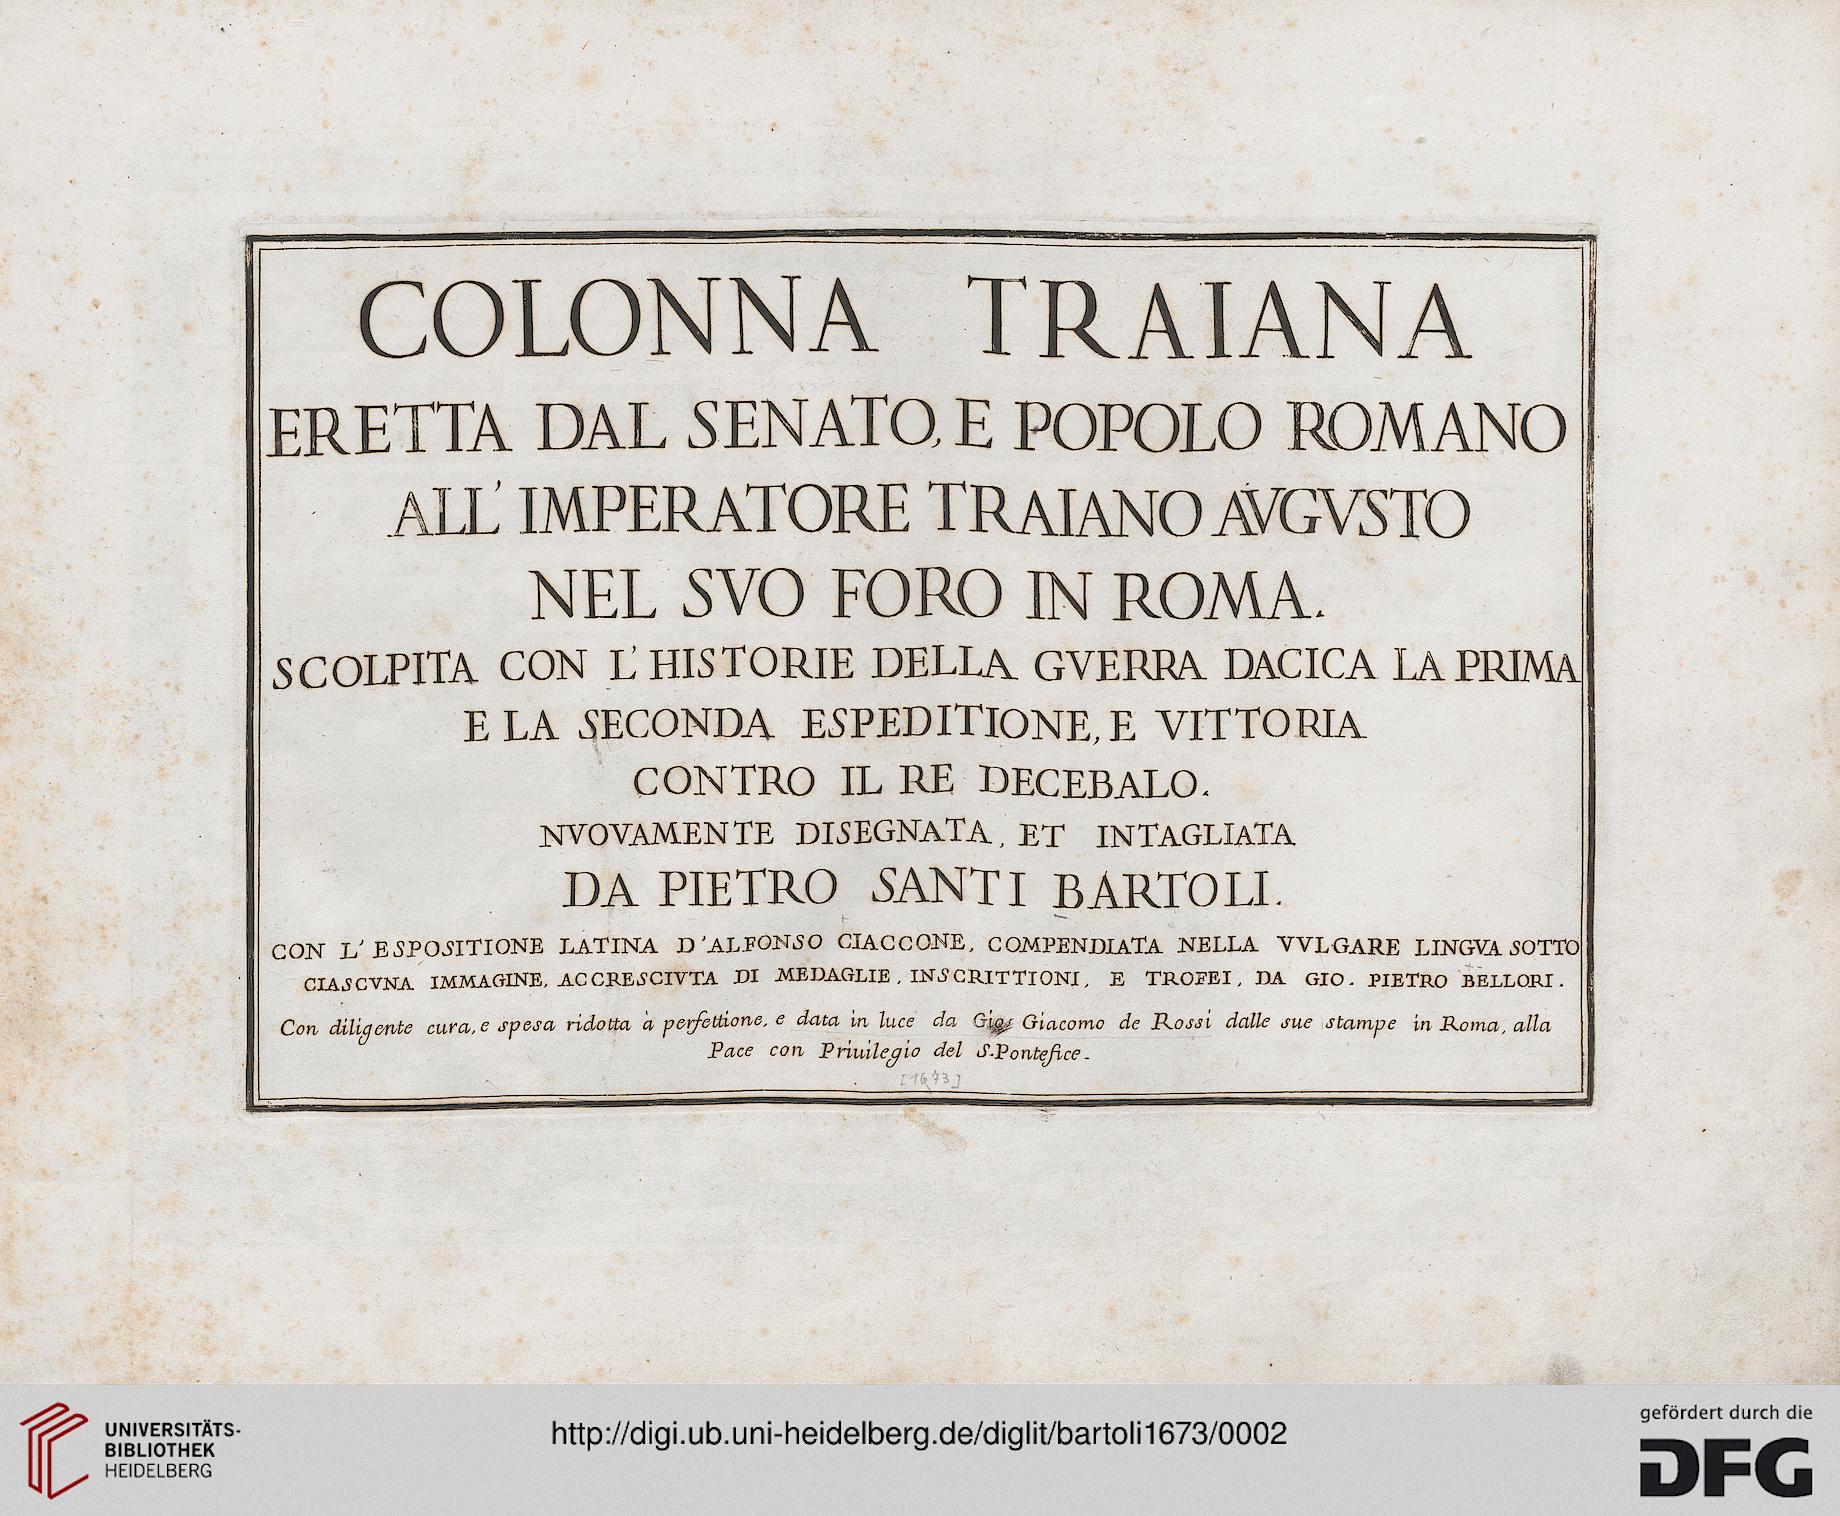 COLONNA TRAIANA
ERETTA DAL SENATO, E POPOLO ROMANO
ALL' IMPERATORE TRAIANO AVGVSTO
NEL SVO FORO IN ROMA.
SCOLPITA CON L'HISTORIE DELLA GVERRA DACICA LA PRIMA
E LA SECONDA ESPEDITIONE, E VITTORIA
CONTRO IL RE DECEBALO.
NVOVAMENTE DISEGNATA, ET INTAGLIATA
DA PIETRO SANTI BARTOLI.
CON L'ESPOSITIONE LATINA D'ALFONSO CIACCONE, COMPENDIATA NELLA VVLGARE LINGVA SOTTO
CIASCVNA IMMAGINE, ACCRESCIVTA DI MEDAGLIE, INSCRITTIONI, E TROFEI, DA GIO. PIETRO BELLORI.
Con diligente cura, e spesa ridotta à perfettione, e data in luce da Gio: Giacomo de Rossi dalle sue stampe in Roma, alla
Pace con Priuilegio del S. Pontefice.
[1673]
UNIVERSITÄTS-
BIBLIOTHEK
HEIDELBERG
http://digi.ub.uni-heidelberg.de/diglit/bartoli1673/0002
gefördert durch die
DFG